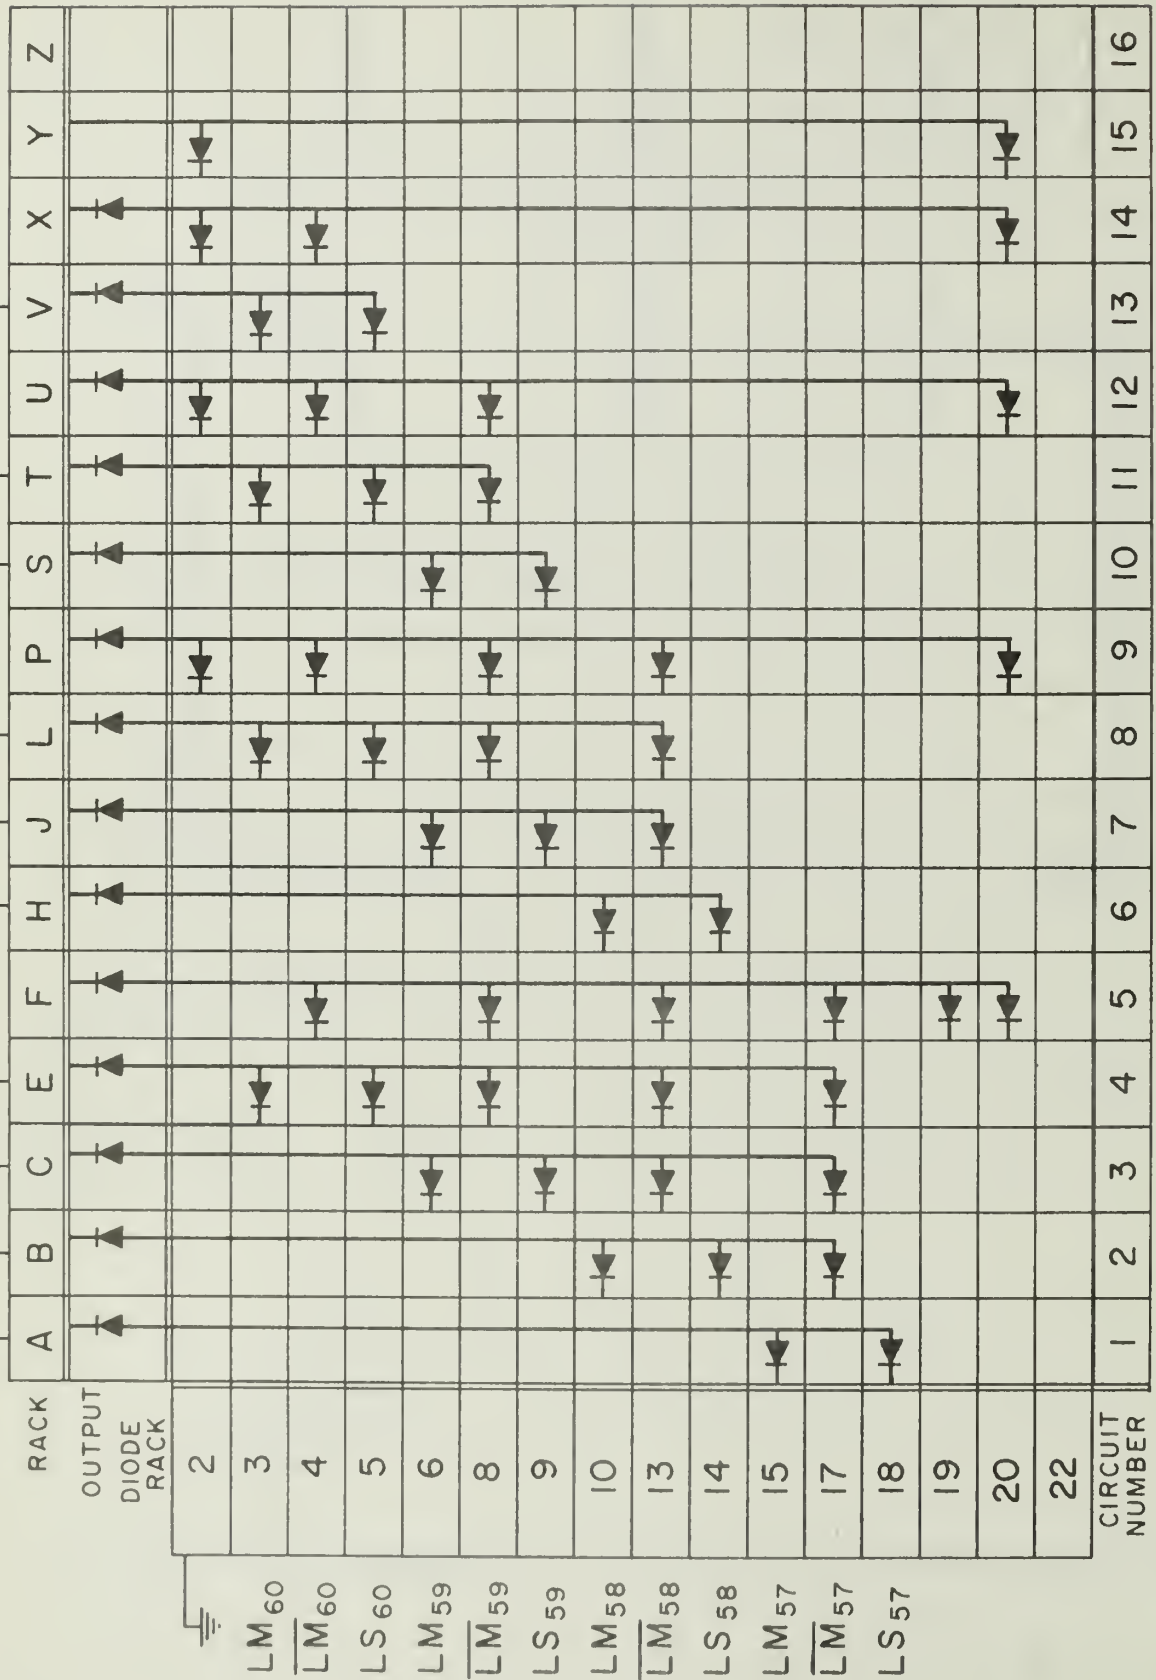 RACK A B C E F H J L P S T U V X Y Z
OUTPUT
DIODE
RACK
2
LM60 3
LM60 4
LS60 5
LM59 6
LM59 8
LS59 9
LM58 10
LM58 13
LS58 14
LM57 15
LM57 17
LS57 18
19
20
22
CIRCUIT
NUMBER 1 2 3 4 5 6 7 8 9 10 11 12 13 14 15 16